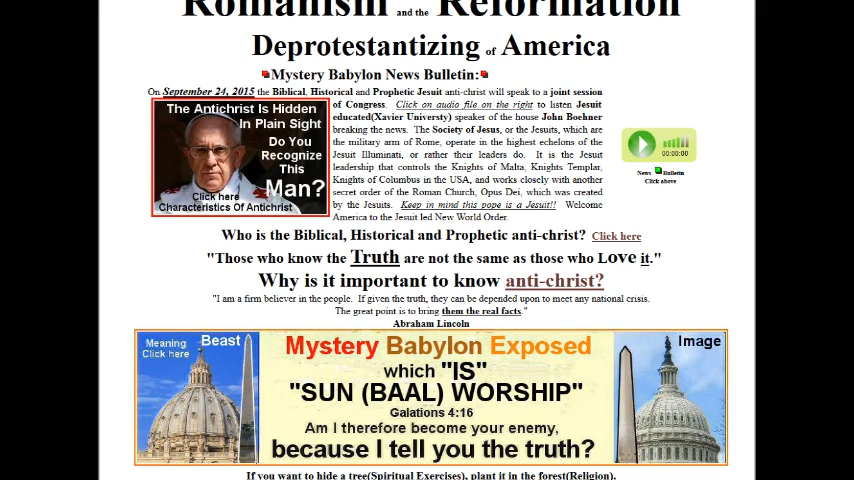 Romanism and the Reformation
Deprotestantizing of America
Mystery Babylon News Bulletin:
On September 24, 2015 the Biblical, Historical and Prophetic Jesuit anti-christ will speak to a joint session
of Congress. Click on audio file on the right to listen Jesuit
educated(Xavier Universty) speaker of the house John Boehner
breaking the news. The Society of Jesus, or the Jesuits, which are
the military arm of Rome, operate in the highest echelons of the
Jesuit Illuminati, or rather their leaders do. It is the Jesuit
leadership that controls the Knights of Malta, Knights Templar,
Knights of Columbus in the USA, and works closely with another
secret order of the Roman Church, Opus Dei, which was created
by the Jesuits. Keep in mind this pope is a Jesuit!! Welcome
America to the Jesuit led New World Order.
The Antichrist Is Hidden
In Plain Sight
Do You
Recognize
This
Man?
Click here
Characteristics Of Antichrist
00:00:00
News Bulletin
Click above
Who is the Biblical, Historical and Prophetic anti-christ? Click here
"Those who know the Truth are not the same as those who Love it."
Why is it important to know anti-christ?
"I am a firm believer in the people. If given the truth, they can be depended upon to meet any national crisis.
The great point is to bring them the real facts."
Abraham Lincoln
Meaning
Click here
Beast
Mystery Babylon Exposed
which "IS"
"SUN (BAAL) WORSHIP"
Galations 4:16
Am I therefore become your enemy,
because I tell you the truth?
Image
If you want to hide a tree(Spiritual Exercises), plant it in the forest(Religion).